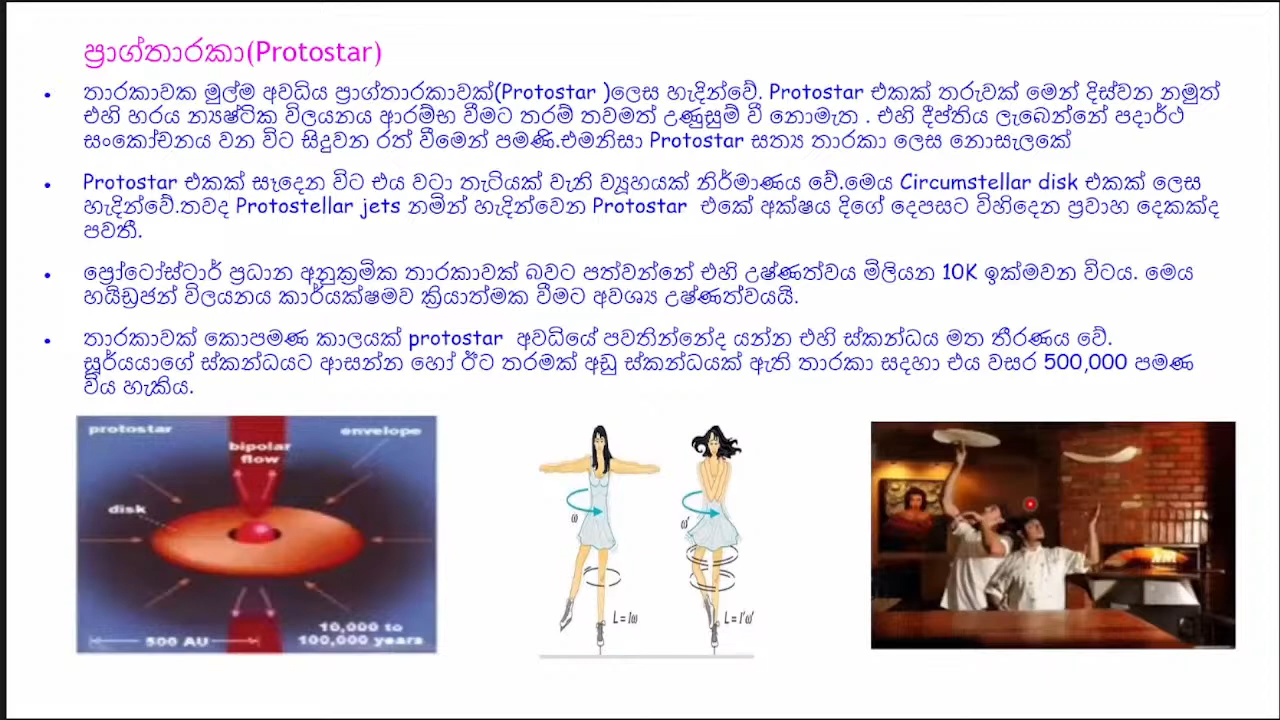 ප්‍රාග්තාරකා(Protostar)
• තාරකාවක මුල්ම අවධිය ප්‍රාග්තාරකාවක්(Protostar )ලෙස හැදින්වේ. Protostar එකක් තරුවක් මෙන් දිස්වන නමුත්
එහි හරය න්‍යෂ්ටික විලයනය ආරම්භ වීමට තරම් තවමත් උණුසුම් වී නොමැත . එහි දීප්තිය ලැබෙන්නේ පදාර්ථ
සංකෝචනය වන විට සිදුවන රත් වීමෙන් පමණි.එමනිසා Protostar සත්‍ය තාරකා ලෙස නොසැලකේ
• Protostar එකක් සෑදෙන විට එය වටා තැටියක් වැනි ව්‍යුහයක් නිර්මාණය වේ.මෙය Circumstellar disk එකක් ලෙස
හැදින්වේ.තවද Protostellar jets නමින් හැදින්වෙන Protostar එකේ අක්ෂය දිගේ දෙපසට විහිදෙන ප්‍රවාහ දෙකක්ද
පවතී.
• ප්‍රෝටෝස්ටාර් ප්‍රධාන අනුක්‍රමික තාරකාවක් බවට පත්වන්නේ එහි උෂ්ණත්වය මිලියන 10K ඉක්මවන විටය. මෙය
හයිඩ්‍රජන් විලයනය කාර්යක්ෂමව ක්‍රියාත්මක වීමට අවශ්‍ය උෂ්ණත්වයයි.
• තාරකාවක් කොපමණ කාලයක් protostar අවධියේ පවතින්නේද යන්න එහි ස්කන්ධය මත තීරණය වේ.
සූර්යයාගේ ස්කන්ධයට ආසන්න හෝ ඊට තරමක් අඩු ස්කන්ධයක් ඇති තාරකා සදහා එය වසර 500,000 පමණ
විය හැකිය.
protostar
envelope
bipolar
flow
disk
500 AU
10,000 to
100,000 years
ω
L = Iω
ω'
L = I'ω'